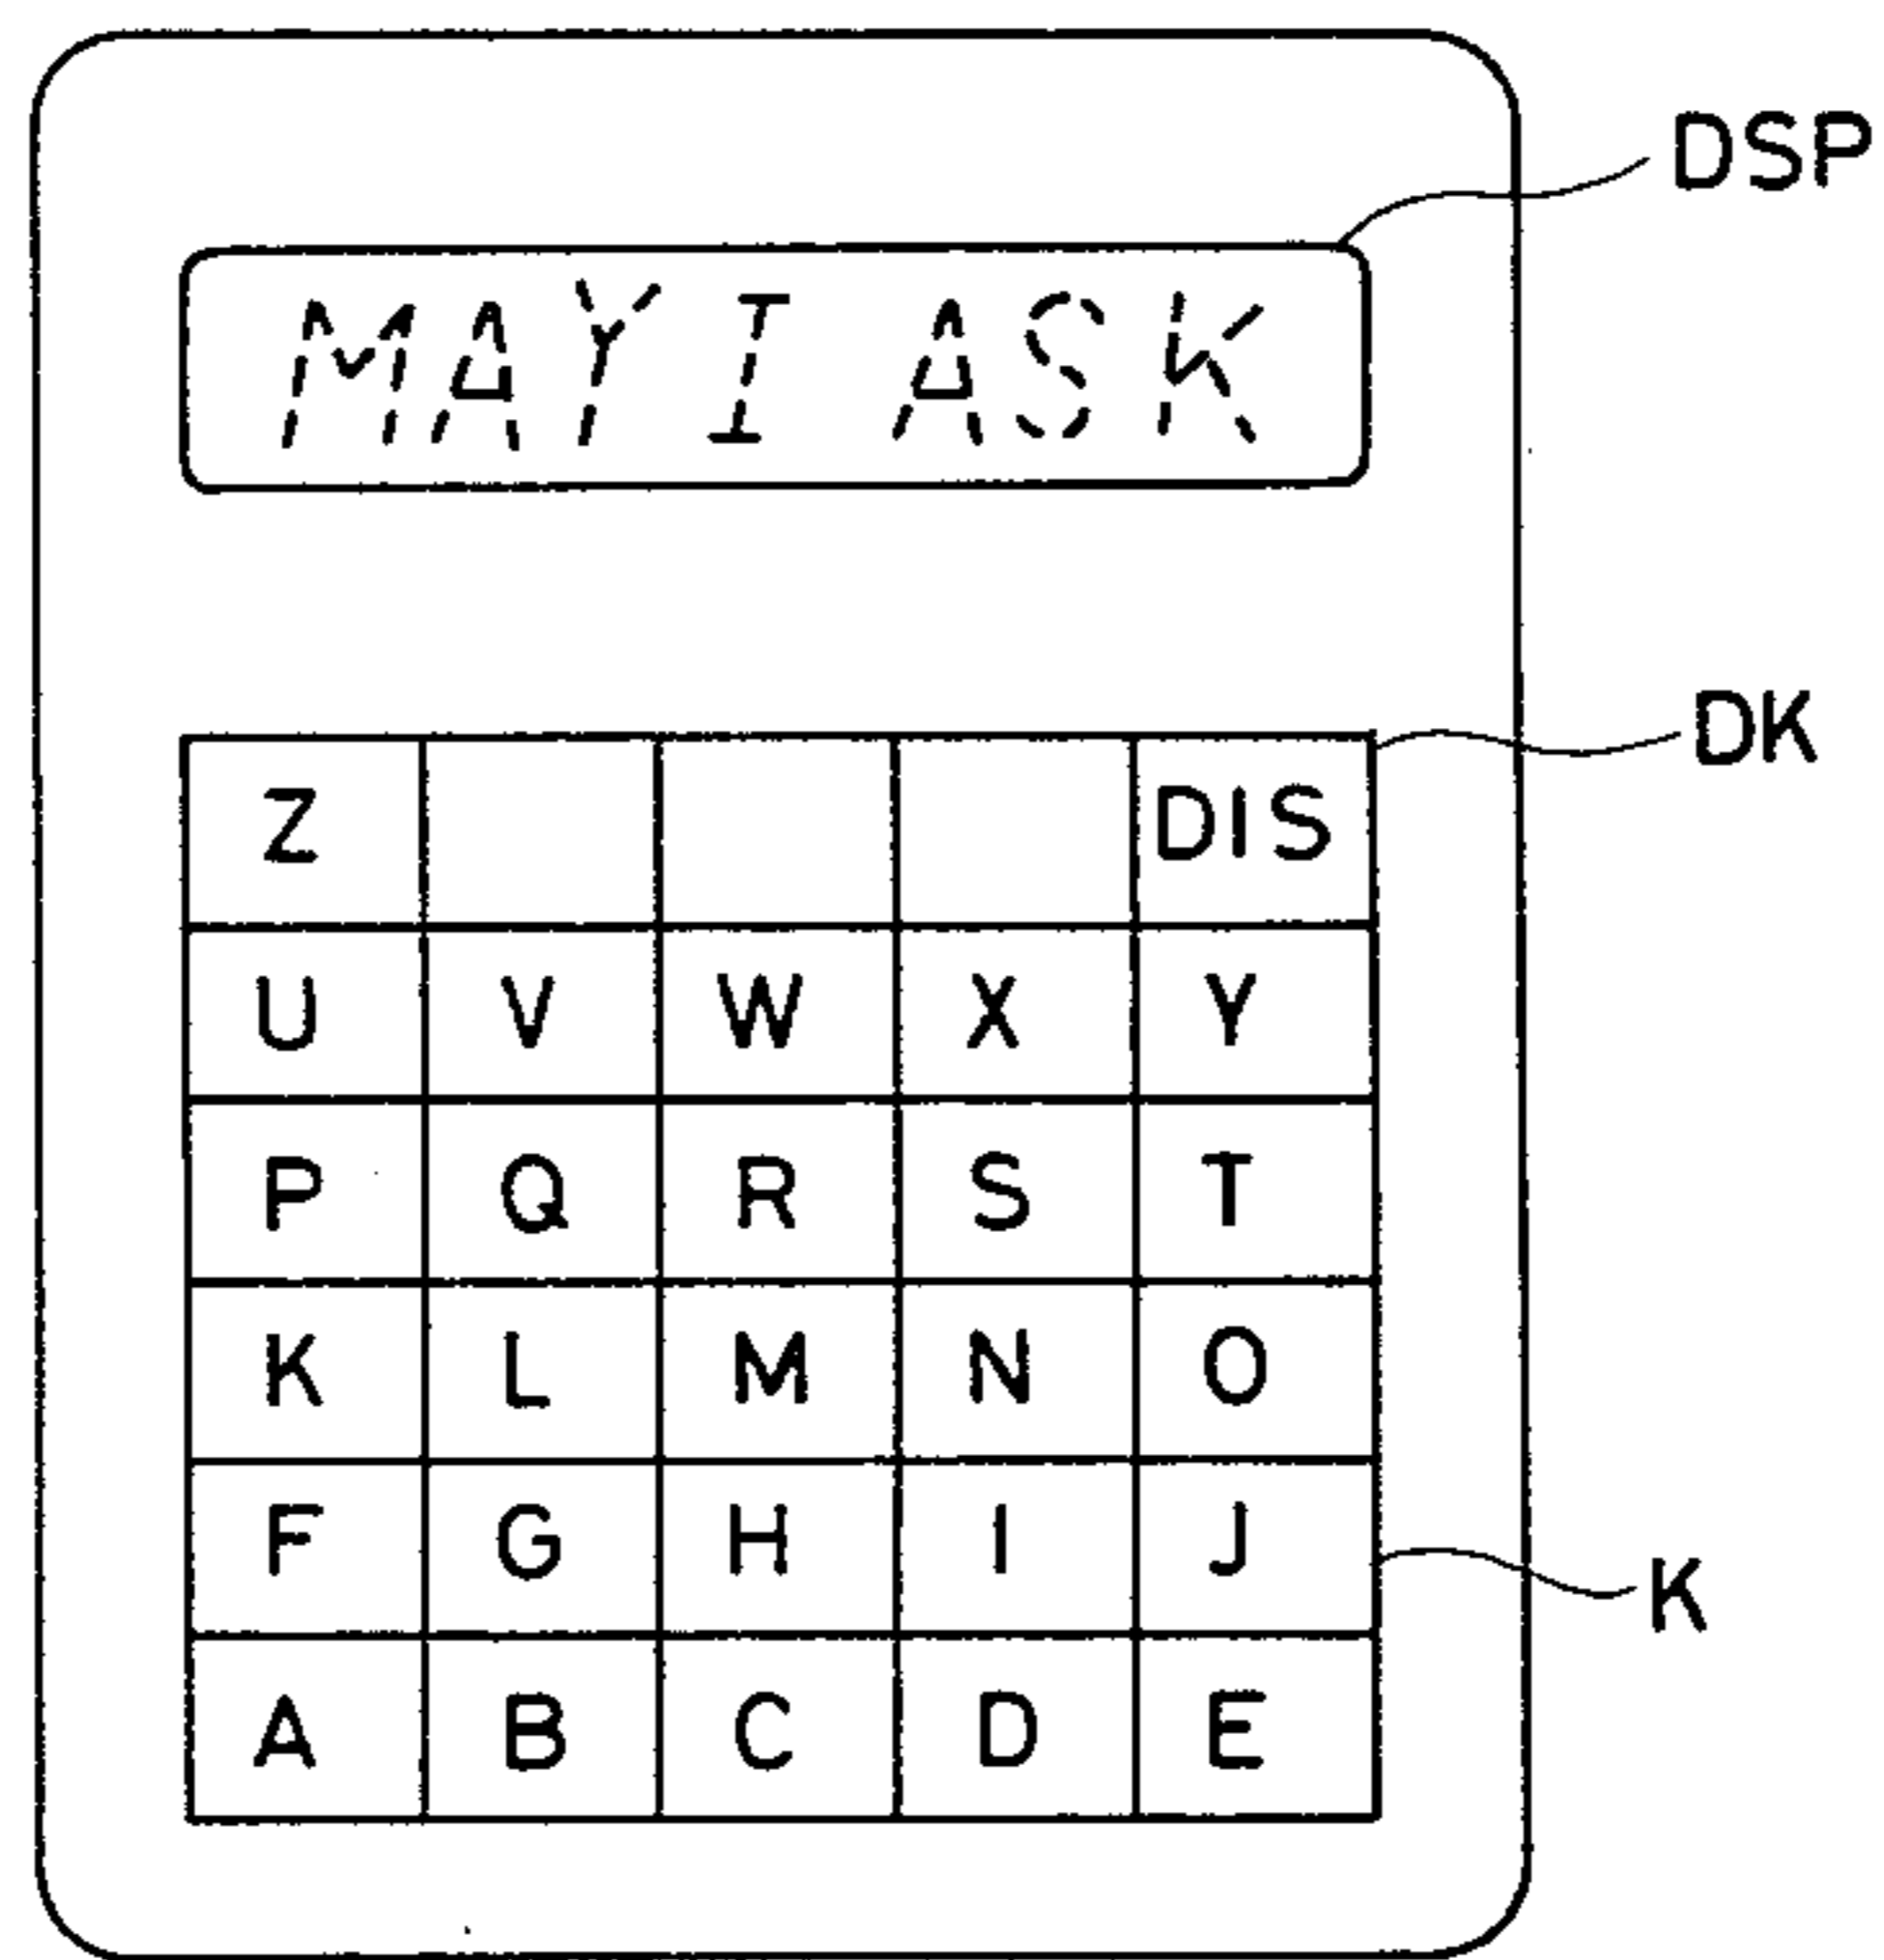 DSP
MAY I ASK
DK
Z DIS
U V W X Y
P Q R S T
K L M N O
F G H I J
K
A B C D E